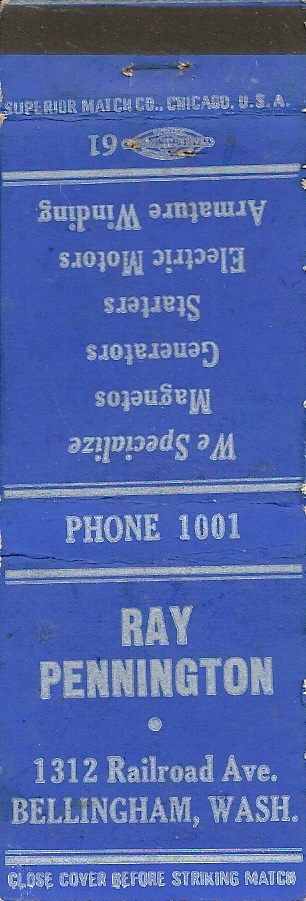 SUPERIOR MATCH CO., CHICAGO, U.S.A.
61
We Specialize
Magnetos
Generators
Starters
Electric Motors
Armature Winding
PHONE 1001
RAY
PENNINGTON
1312 Railroad Ave.
BELLINGHAM, WASH.
CLOSE COVER BEFORE STRIKING MATCH